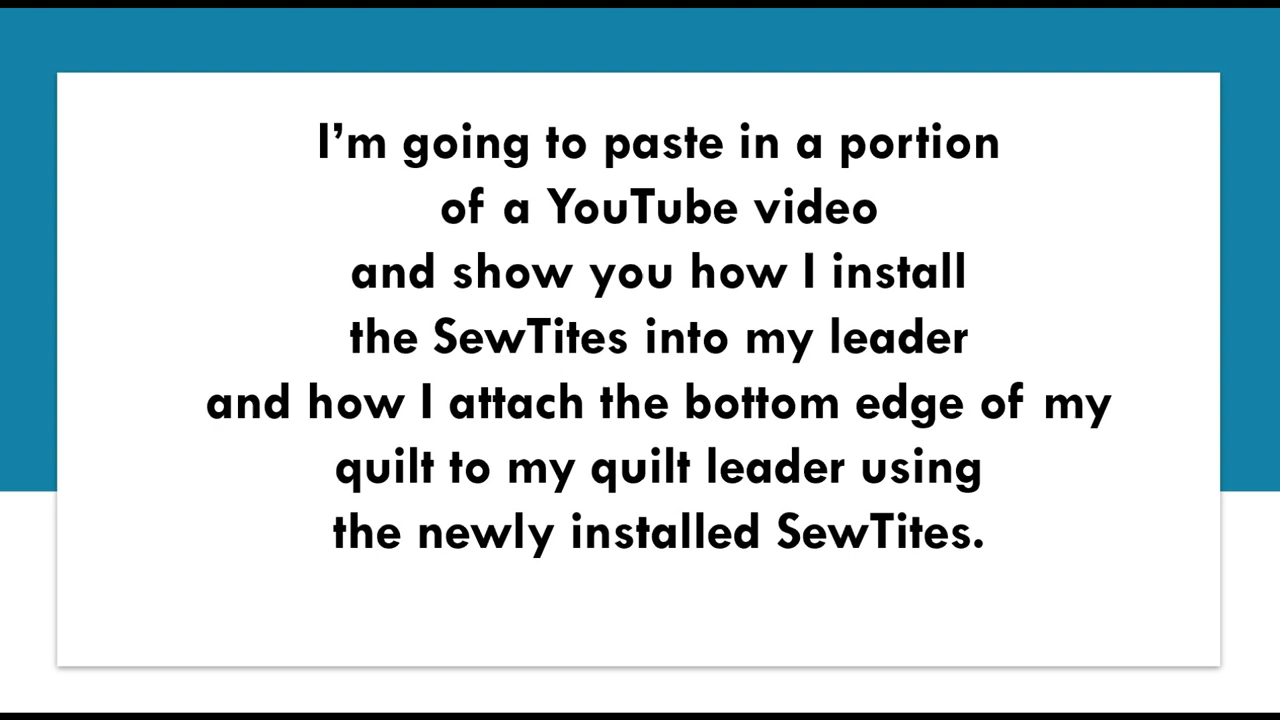 I’m going to paste in a portion
of a YouTube video
and show you how I install
the SewTites into my leader
and how I attach the bottom edge of my
quilt to my quilt leader using
the newly installed SewTites.